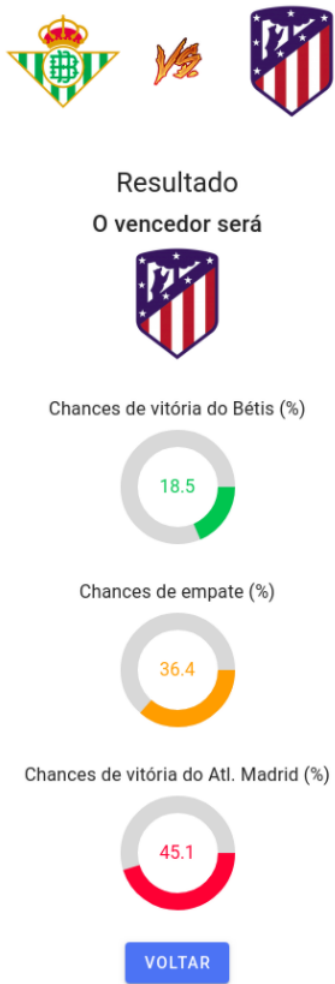 VS.
Resultado
O vencedor será
Chances de vitória do Bétis (%)
18.5
Chances de empate (%)
36.4
Chances de vitória do Atl. Madrid (%)
45.1
VOLTAR